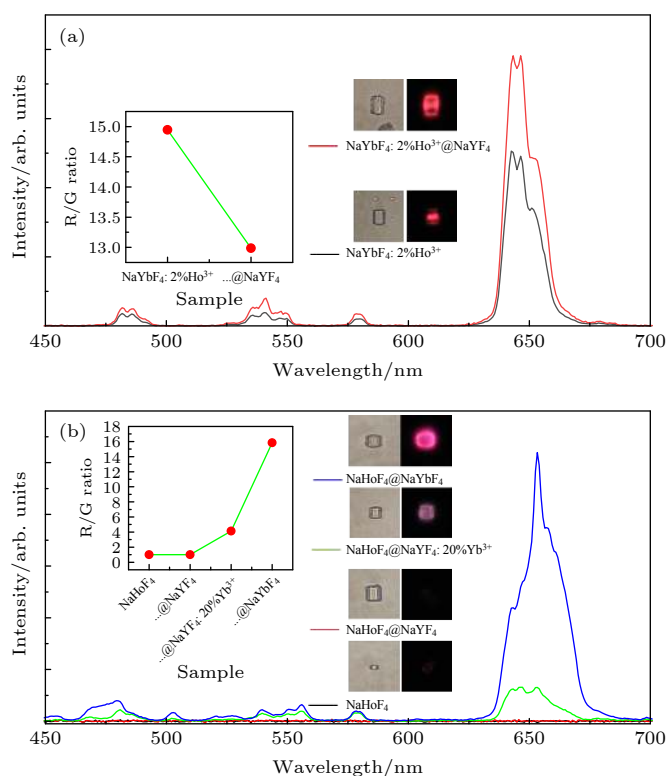 (a)
Intensity/arb. units
R/G ratio
15.0
14.5
14.0
13.5
13.0
NaYbF₄: 2%Ho³⁺ ...@NaYF₄
Sample
NaYbF₄: 2%Ho³⁺@NaYF₄
NaYbF₄: 2%Ho³⁺
450 500 550 600 650 700
Wavelength/nm
(b)
Intensity/arb. units
R/G ratio
18
16
14
12
10
8
6
4
2
0
NaHoF₄
...@NaYF₄
...@NaYF₄: 20%Yb³⁺
...@NaYbF₄
Sample
NaHoF₄@NaYbF₄
NaHoF₄@NaYF₄: 20%Yb³⁺
NaHoF₄@NaYF₄
NaHoF₄
450 500 550 600 650 700
Wavelength/nm